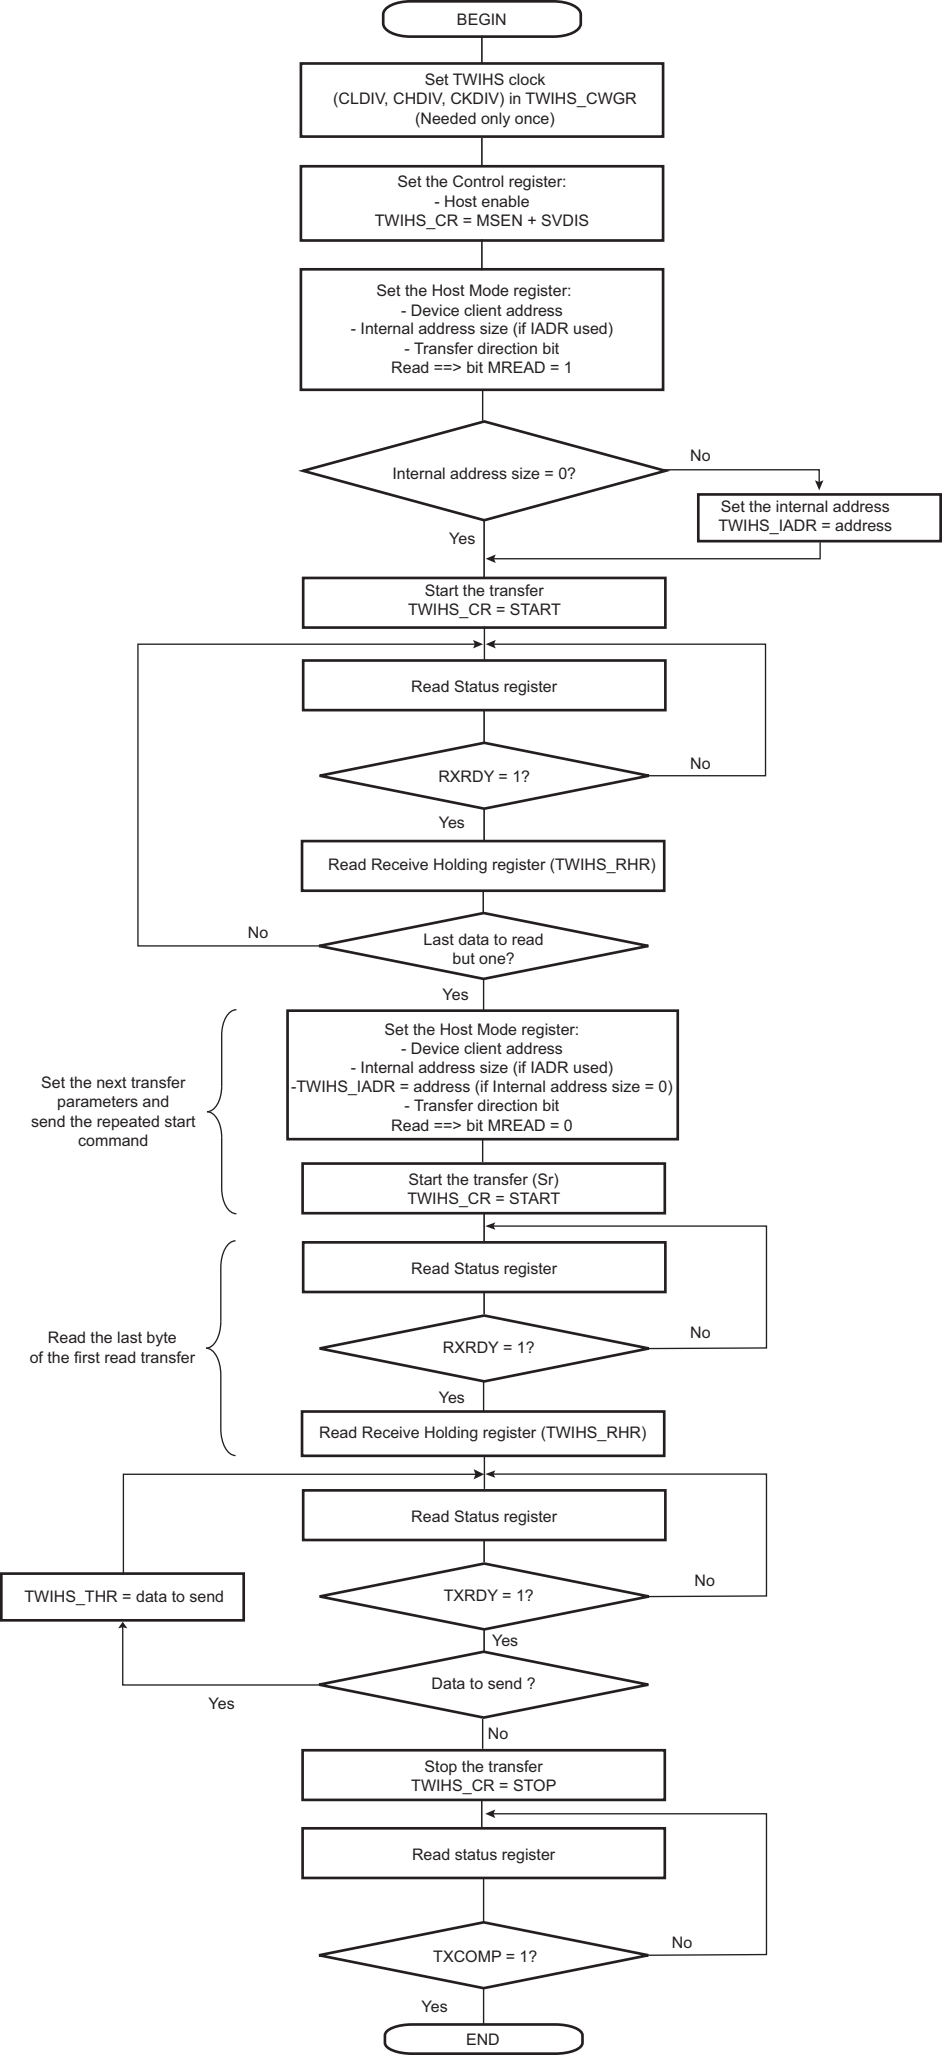 BEGIN
Set TWIHS clock
(CLDIV, CHDIV, CKDIV) in TWIHS_CWGR
(Needed only once)
Set the Control register:
- Host enable
TWIHS_CR = MSEN + SVDIS
Set the Host Mode register:
- Device client address
- Internal address size (if IADR used)
- Transfer direction bit
Read ==> bit MREAD = 1
Internal address size = 0?
No
Set the internal address
TWIHS_IADR = address
Yes
Start the transfer
TWIHS_CR = START
Read Status register
RXRDY = 1?
No
Yes
Read Receive Holding register (TWIHS_RHR)
Last data to read
but one?
No
Yes
Set the next transfer
parameters and
send the repeated start
command
Set the Host Mode register:
- Device client address
- Internal address size (if IADR used)
-TWIHS_IADR = address (if Internal address size = 0)
- Transfer direction bit
Read ==> bit MREAD = 0
Start the transfer (Sr)
TWIHS_CR = START
Read the last byte
of the first read transfer
Read Status register
RXRDY = 1?
No
Yes
Read Receive Holding register (TWIHS_RHR)
Read Status register
TWIHS_THR = data to send
TXRDY = 1?
No
Yes
Data to send ?
Yes
No
Stop the transfer
TWIHS_CR = STOP
Read status register
TXCOMP = 1?
No
Yes
END